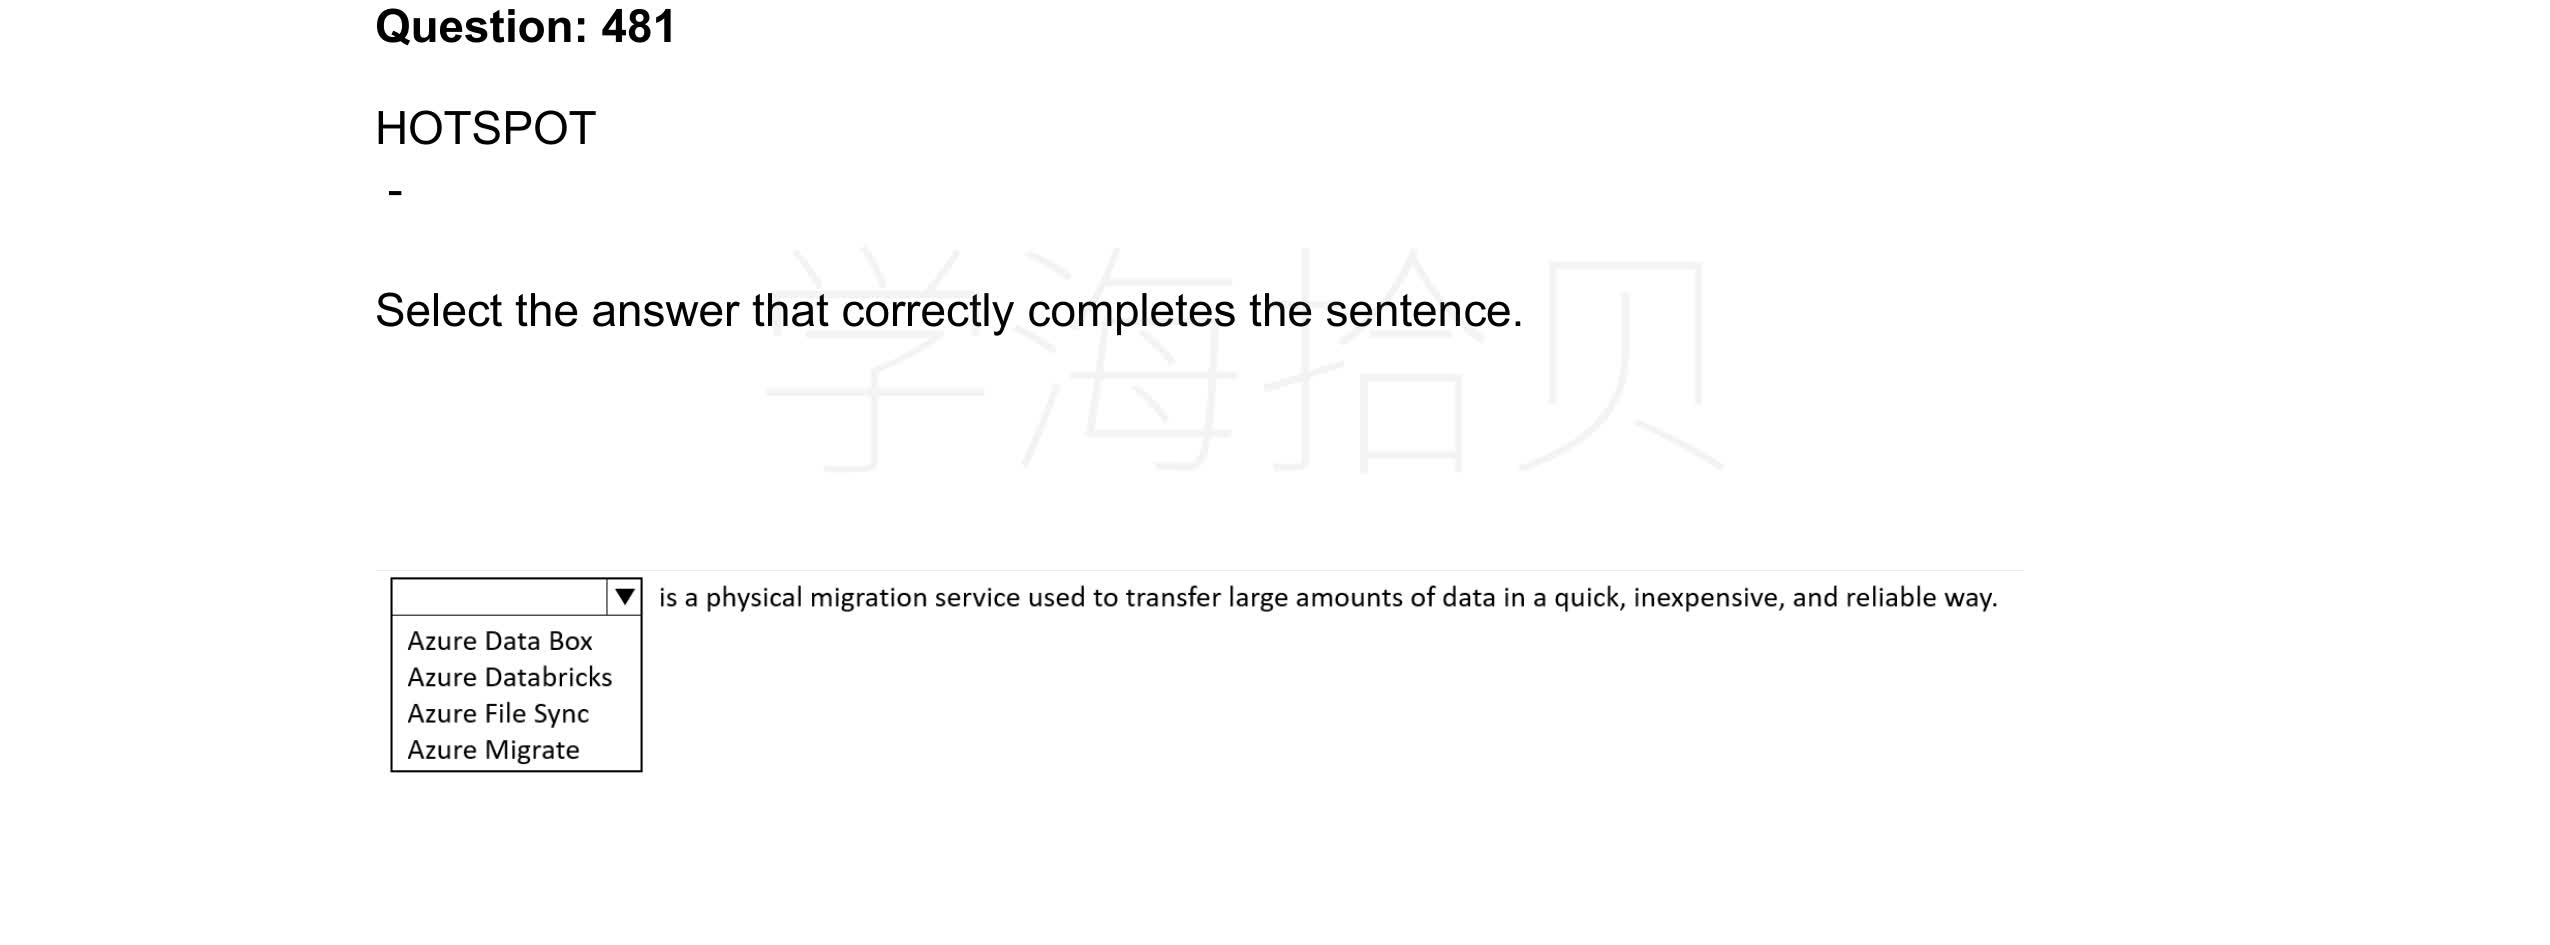 Question: 481
HOTSPOT
-
学海拾贝
Select the answer that correctly completes the sentence.
▼ is a physical migration service used to transfer large amounts of data in a quick, inexpensive, and reliable way.
Azure Data Box
Azure Databricks
Azure File Sync
Azure Migrate